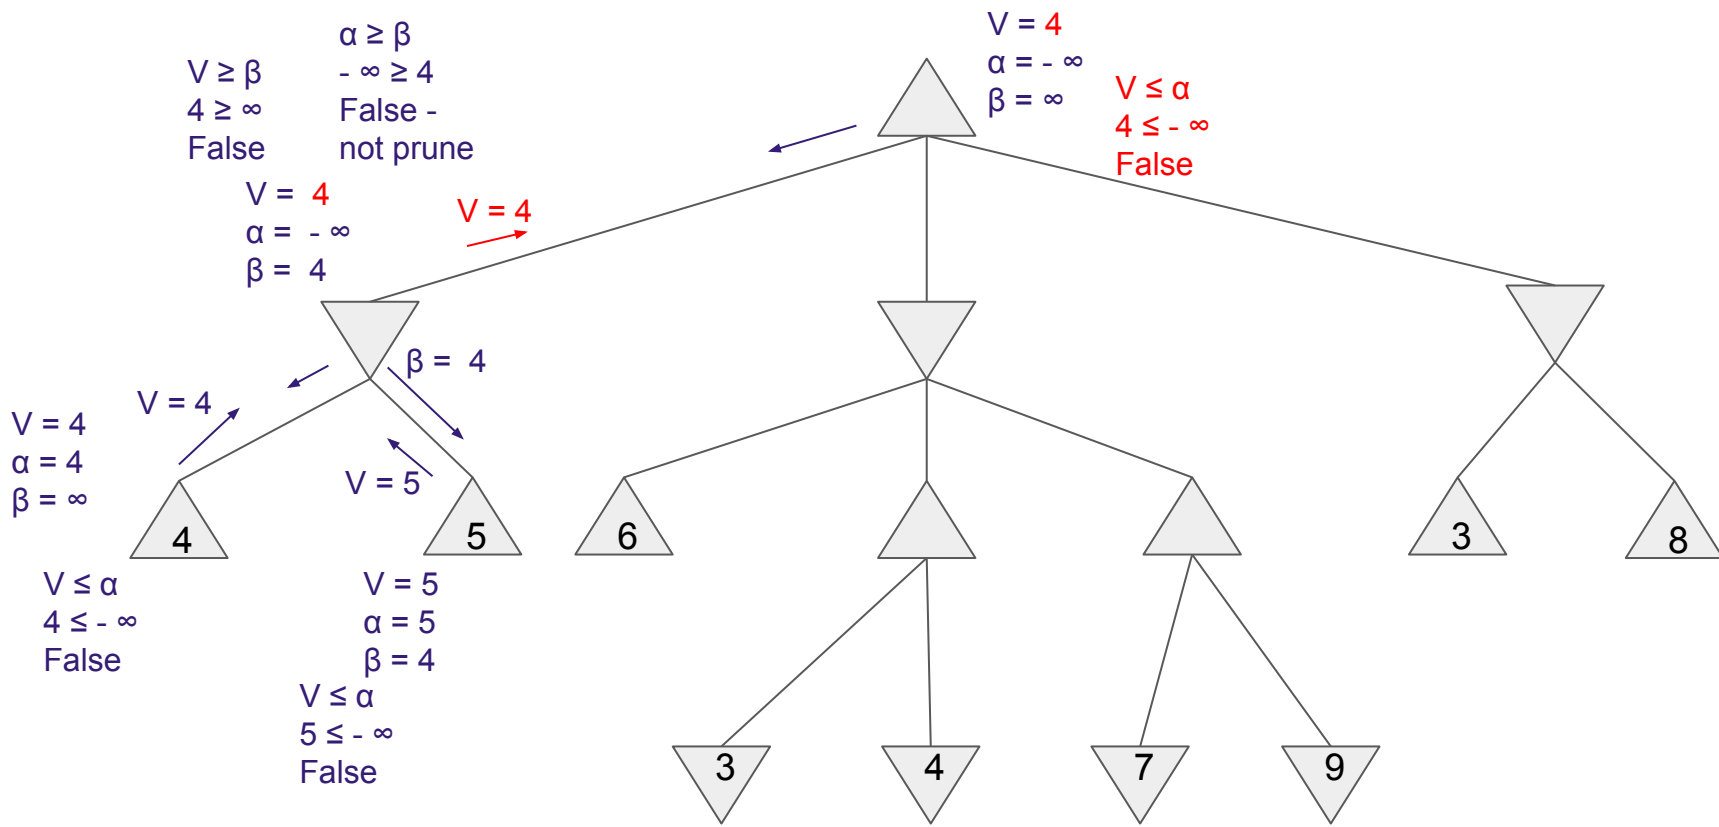 V ≥ β
4 ≥ ∞
False
α ≥ β
- ∞ ≥ 4
False -
not prune
V = 4
α = - ∞
β = ∞
V ≤ α
4 ≤ - ∞
False
V = 4
α = - ∞
β = 4
V = 4
β = 4
V = 4
V = 4
α = 4
β = ∞
V = 5
4
5
6
3
8
V ≤ α
4 ≤ - ∞
False
V = 5
α = 5
β = 4
V ≤ α
5 ≤ - ∞
False
3
4
7
9